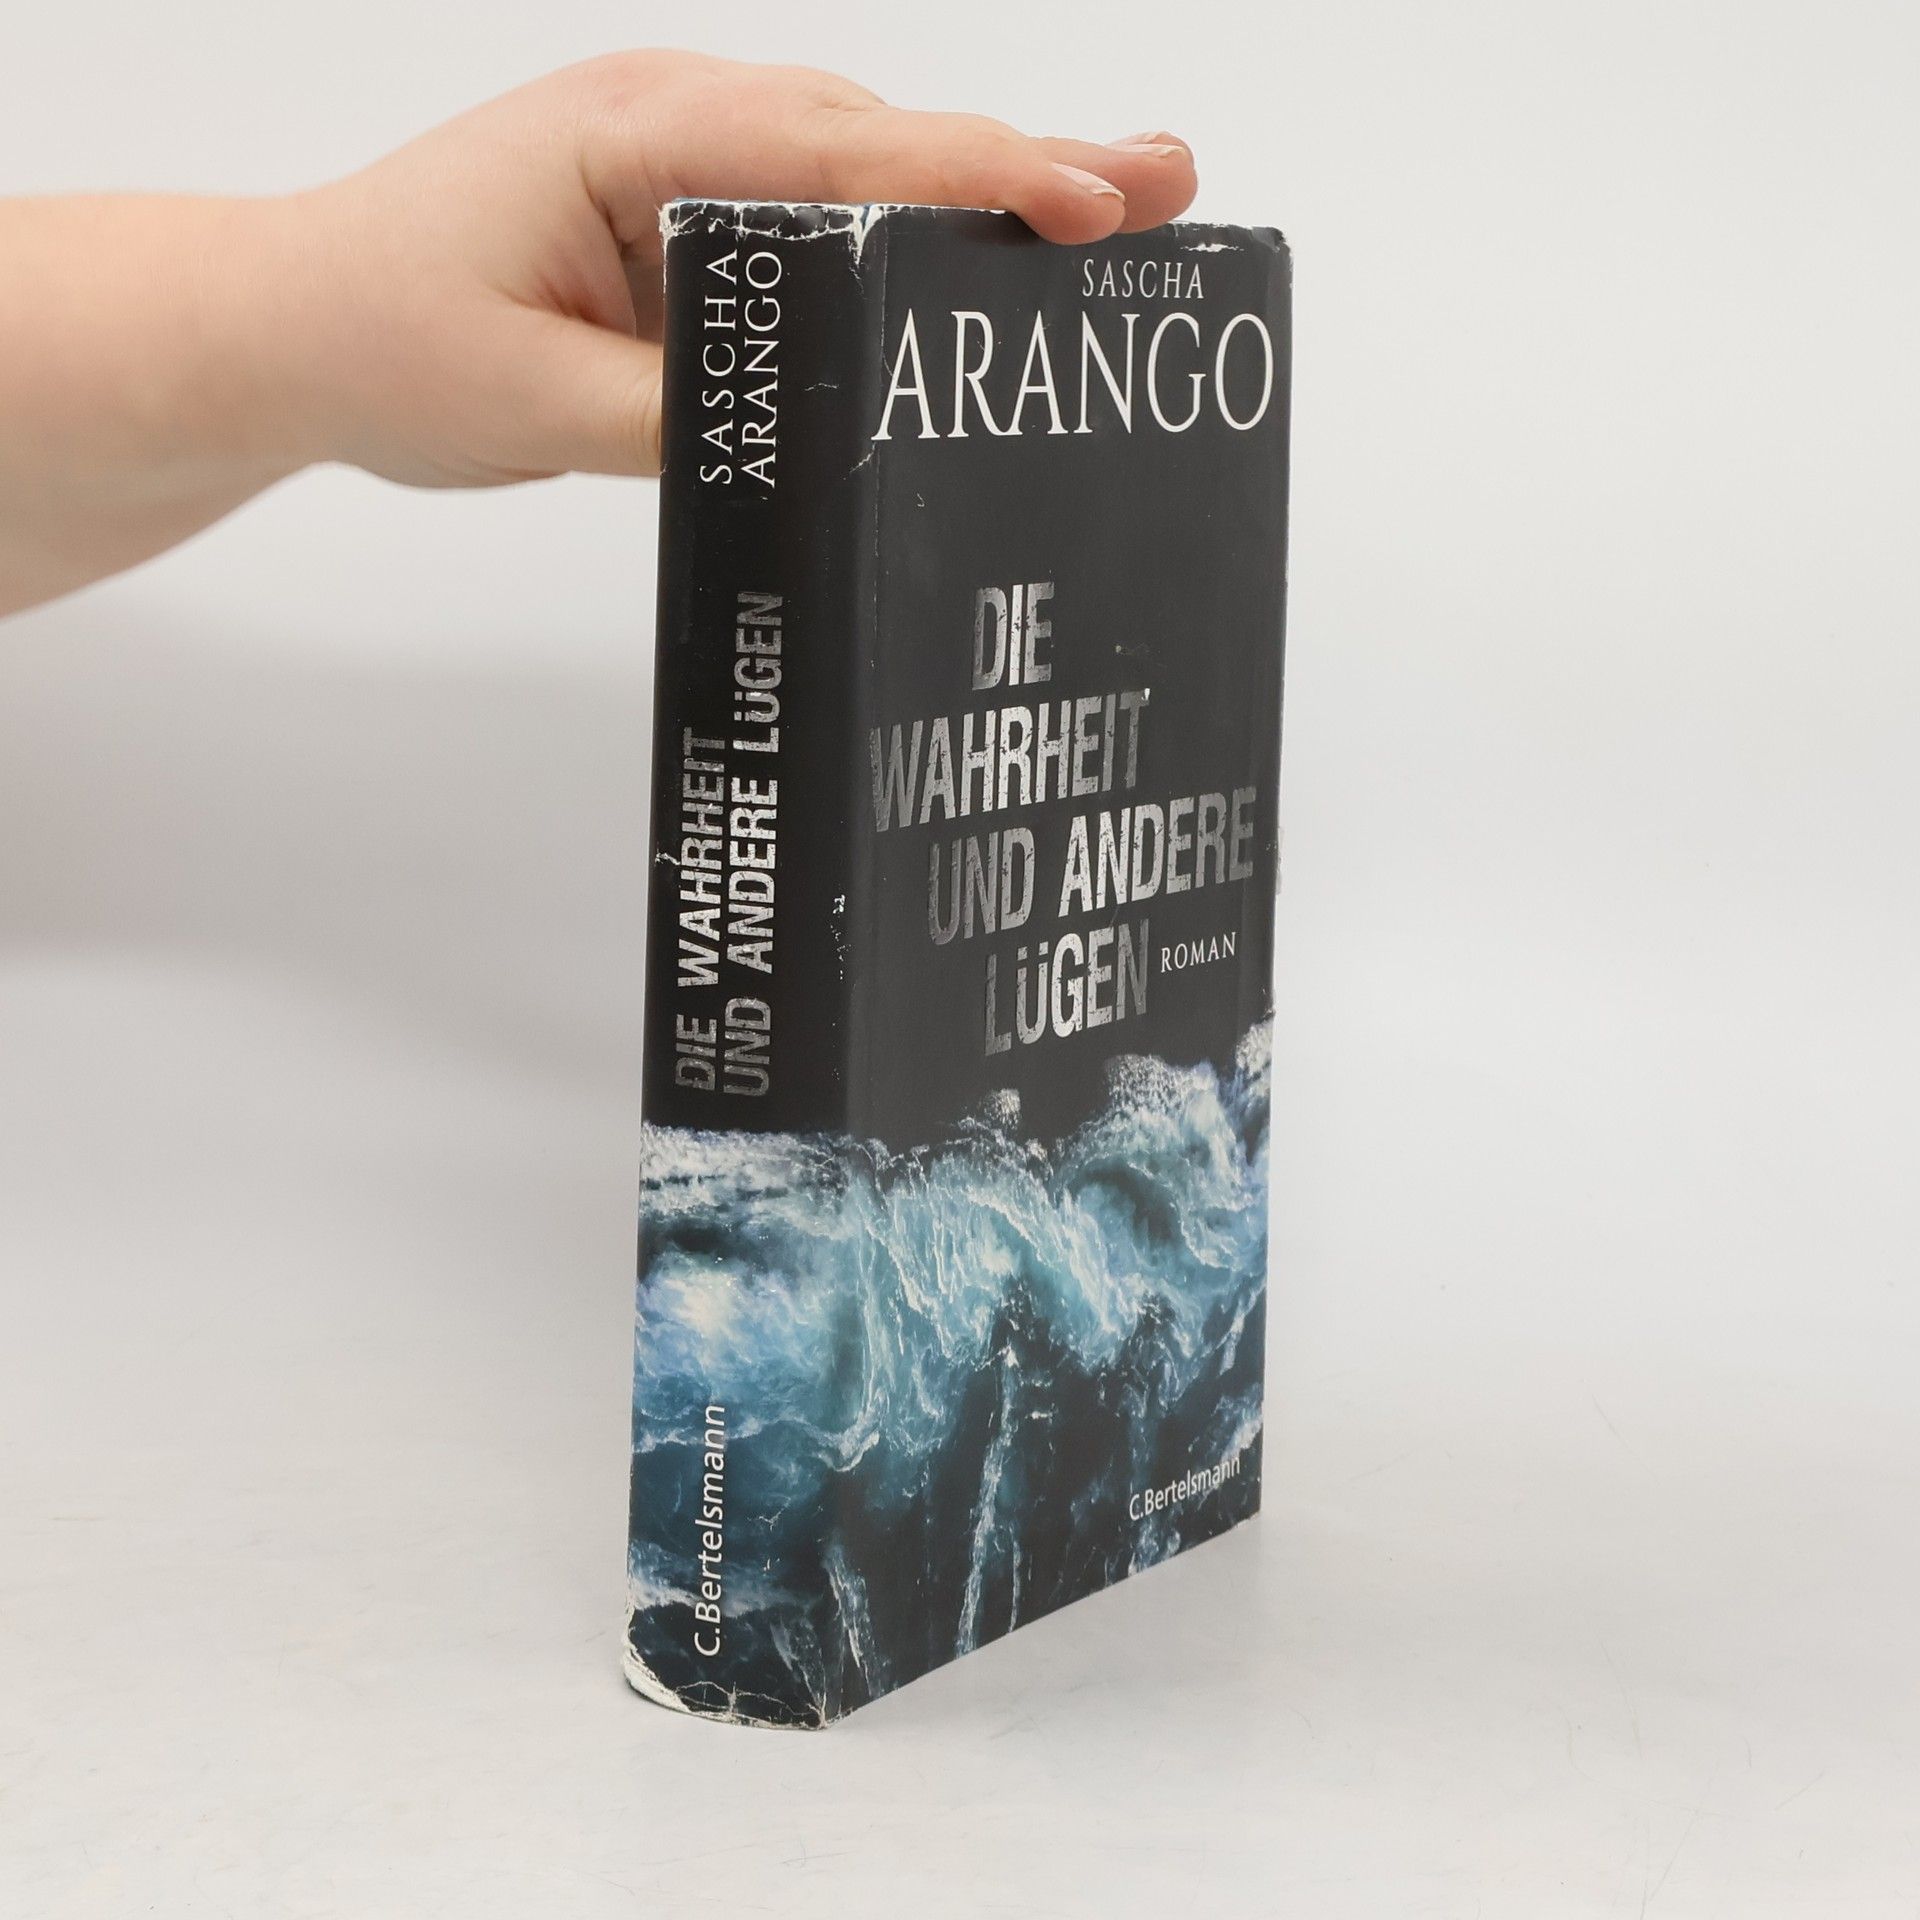 SASCHA
ARANGO
DIE WAHRHEIT
UND ANDERE LÜGEN
C.Bertelsmann
SASCHA
ARANGO
DIE
WAHRHEIT
UND ANDERE
LÜGEN ROMAN
C.Bertelsmann